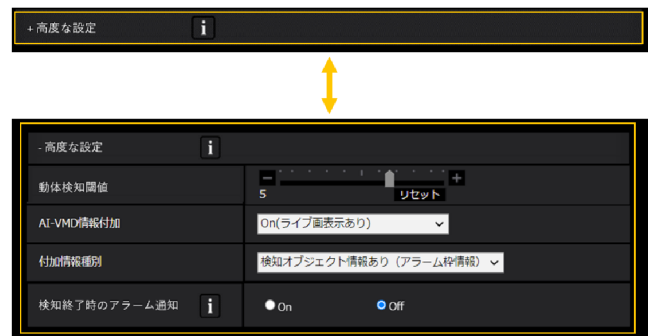 +高度な設定 i
-高度な設定 i
動体検知閾値
5 リセット
AI-VMD情報付加 On(ライブ画表示あり)
付加情報種別 検知オブジェクト情報あり（アラーム枠情報）
検知終了時のアラーム通知 i On Off